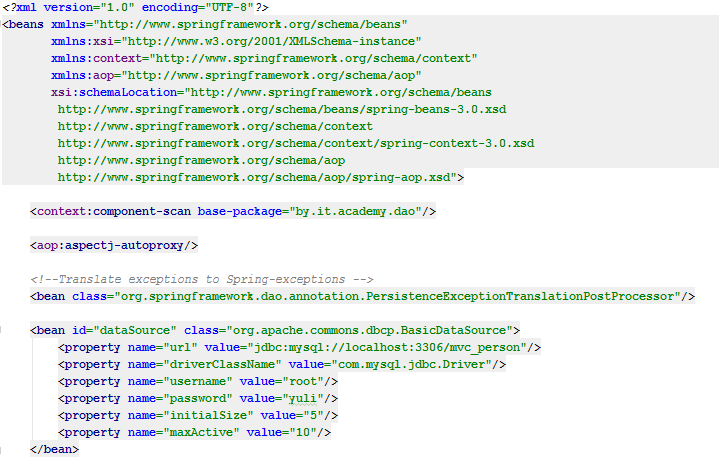 <?xml version="1.0" encoding="UTF-8"?>
<beans xmlns="http://www.springframework.org/schema/beans"
xmlns:xsi="http://www.w3.org/2001/XMLSchema-instance"
xmlns:context="http://www.springframework.org/schema/context"
xmlns:aop="http://www.springframework.org/schema/aop"
xsi:schemaLocation="http://www.springframework.org/schema/beans
http://www.springframework.org/schema/beans/spring-beans-3.0.xsd
http://www.springframework.org/schema/context
http://www.springframework.org/schema/context/spring-context-3.0.xsd
http://www.springframework.org/schema/aop
http://www.springframework.org/schema/aop/spring-aop.xsd">
<context:component-scan base-package="by.it.academy.dao"/>
<aop:aspectj-autoproxy/>
<!--Translate exceptions to Spring-exceptions -->
<bean class="org.springframework.dao.annotation.PersistenceExceptionTranslationPostProcessor"/>
<bean id="dataSource" class="org.apache.commons.dbcp.BasicDataSource">
<property name="url" value="jdbc:mysql://localhost:3306/mvc_person"/>
<property name="driverClassName" value="com.mysql.jdbc.Driver"/>
<property name="username" value="root"/>
<property name="password" value="yuli"/>
<property name="initialSize" value="5"/>
<property name="maxActive" value="10"/>
</bean>